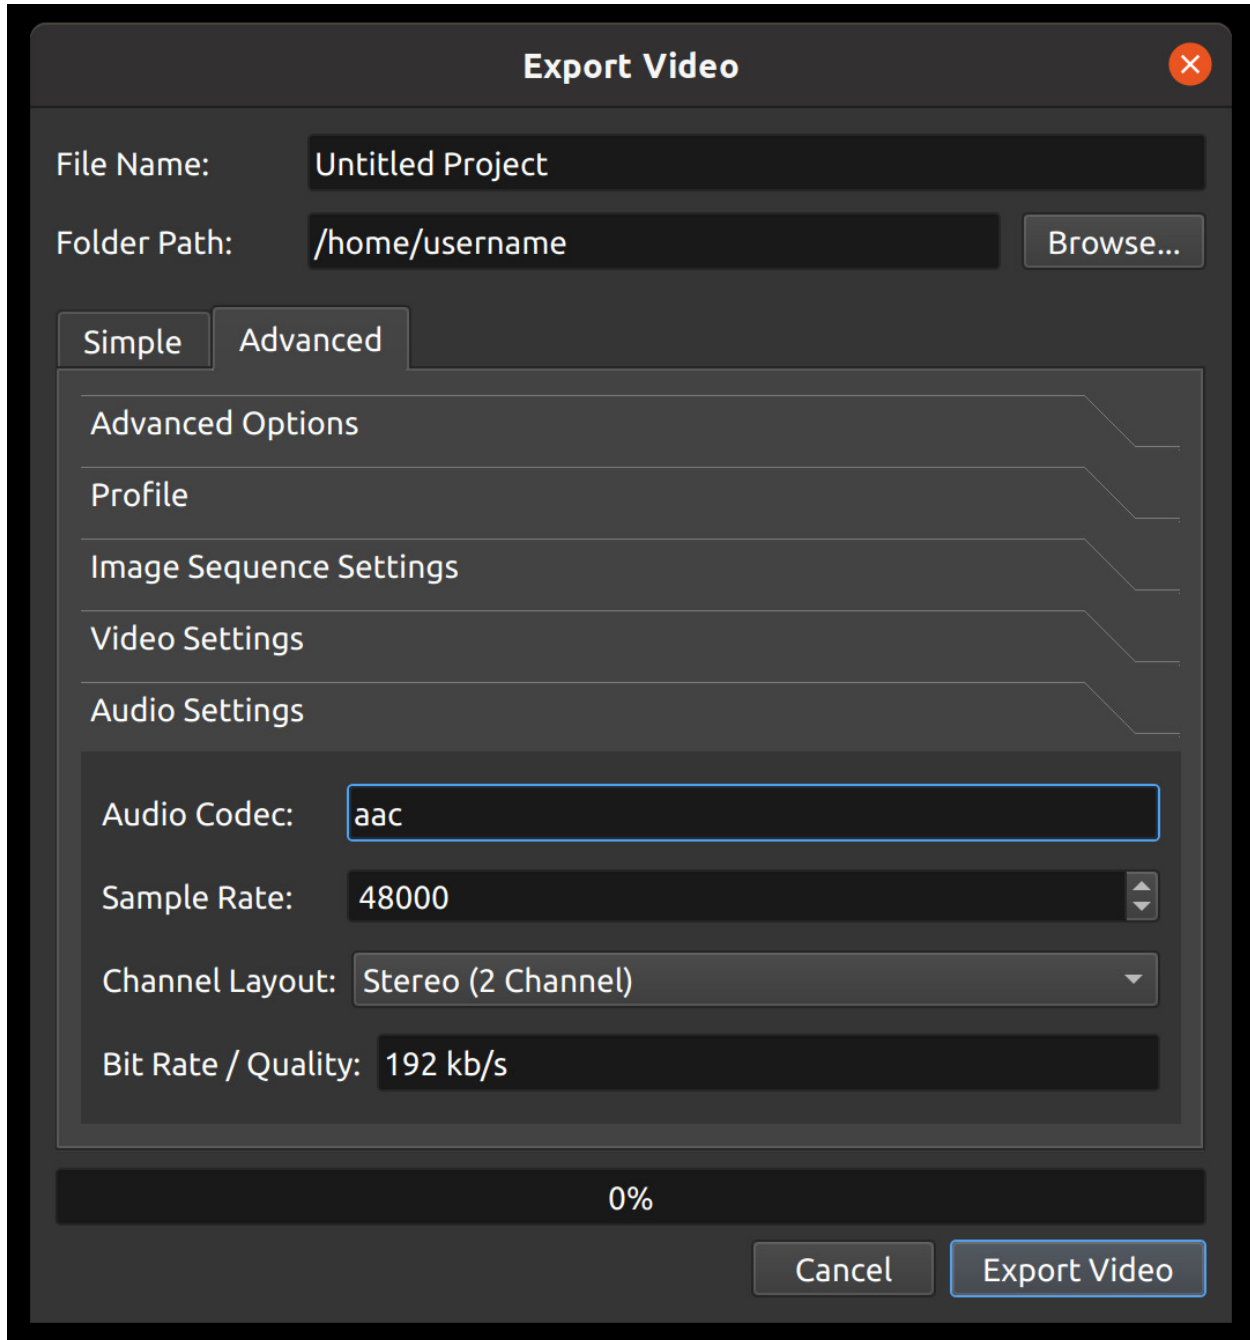 Export Video
File Name: Untitled Project
Folder Path: /home/username Browse...
Simple Advanced
Advanced Options
Profile
Image Sequence Settings
Video Settings
Audio Settings
Audio Codec: aac
Sample Rate: 48000
Channel Layout: Stereo (2 Channel)
Bit Rate / Quality: 192 kb/s
0%
Cancel Export Video